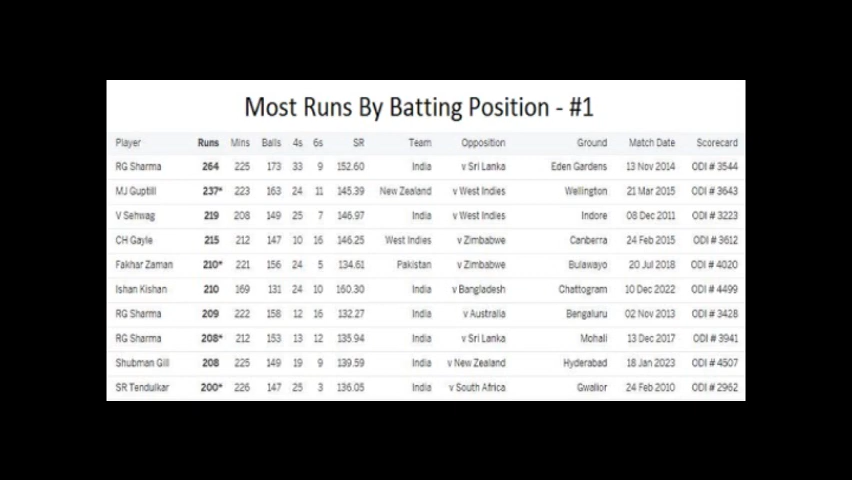 Most Runs By Batting Position - #1
Player Runs Mins Balls 4s 6s SR Team Opposition Ground Match Date Scorecard
RG Sharma 264 225 173 33 9 152.60 India v Sri Lanka Eden Gardens 13 Nov 2014 ODI # 3544
MJ Guptill 237* 223 163 24 11 145.39 New Zealand v West Indies Wellington 21 Mar 2015 ODI # 3643
V Sehwag 219 208 149 25 7 146.97 India v West Indies Indore 08 Dec 2011 ODI # 3223
CH Gayle 215 212 147 10 16 146.25 West Indies v Zimbabwe Canberra 24 Feb 2015 ODI # 3612
Fakhar Zaman 210* 221 156 24 5 134.61 Pakistan v Zimbabwe Bulawayo 20 Jul 2018 ODI # 4020
Ishan Kishan 210 169 131 24 10 160.30 India v Bangladesh Chattogram 10 Dec 2022 ODI # 4499
RG Sharma 209 222 158 12 16 132.27 India v Australia Bengaluru 02 Nov 2013 ODI # 3428
RG Sharma 208* 212 153 13 12 135.94 India v Sri Lanka Mohali 13 Dec 2017 ODI # 3941
Shubman Gill 208 225 149 19 9 139.59 India v New Zealand Hyderabad 18 Jan 2023 ODI # 4507
SR Tendulkar 200* 226 147 25 3 136.05 India v South Africa Gwalior 24 Feb 2010 ODI # 2962